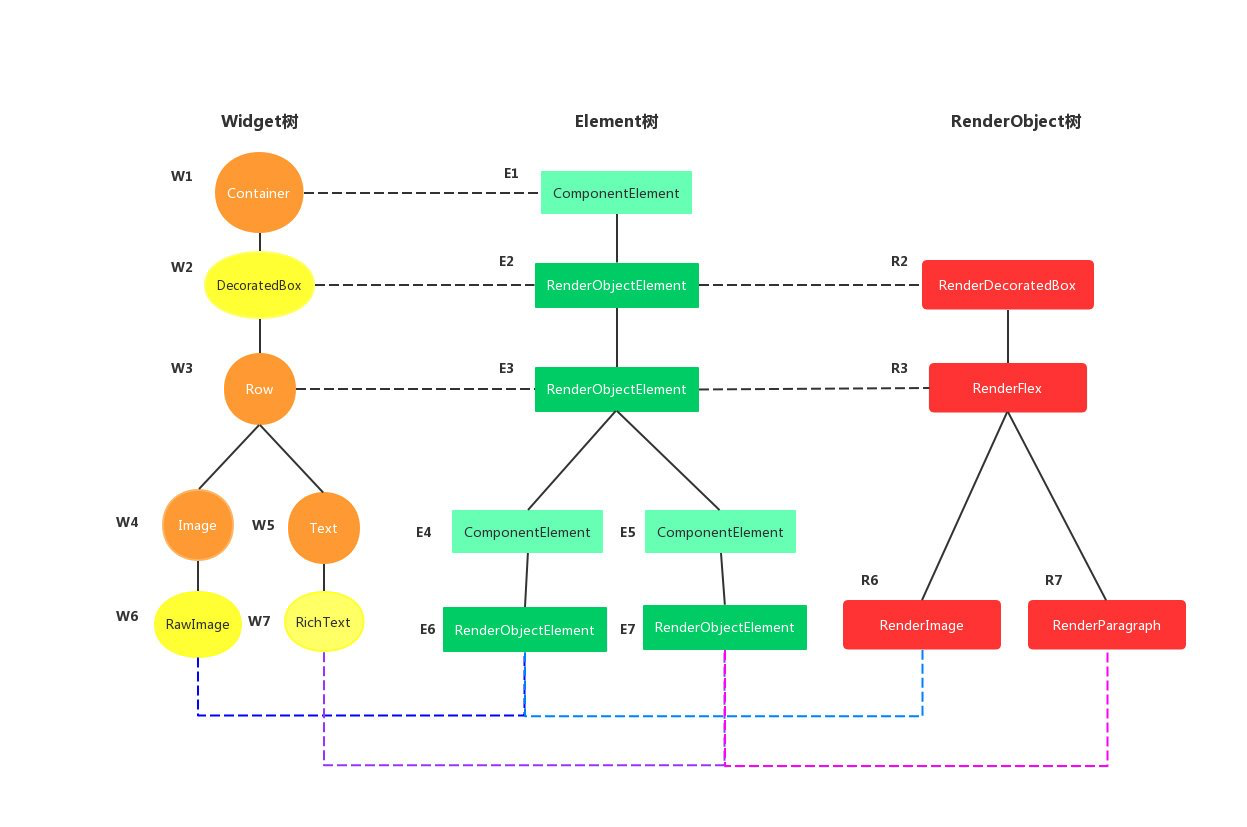 Widget树
Element树
RenderObject树
W1
Container
E1
ComponentElement
W2
DecoratedBox
E2
RenderObjectElement
R2
RenderDecoratedBox
W3
Row
E3
RenderObjectElement
R3
RenderFlex
W4
Image
W5
Text
E4
ComponentElement
E5
ComponentElement
W6
RawImage
W7
RichText
E6
RenderObjectElement
E7
RenderObjectElement
R6
RenderImage
R7
RenderParagraph